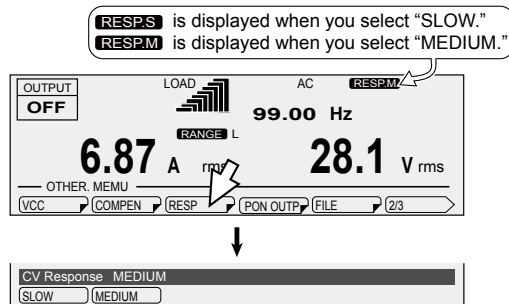 RESP.S is displayed when you select “SLOW.”
RESP.M is displayed when you select “MEDIUM.”
OUTPUT LOAD AC RESP.M
OFF 99.00 Hz
RANGE L
6.87 A rms 28.1 V rms
OTHER. MEMU
VCC COMPEN RESP PON OUTP FILE 2/3
CV Response MEDIUM
SLOW MEDIUM